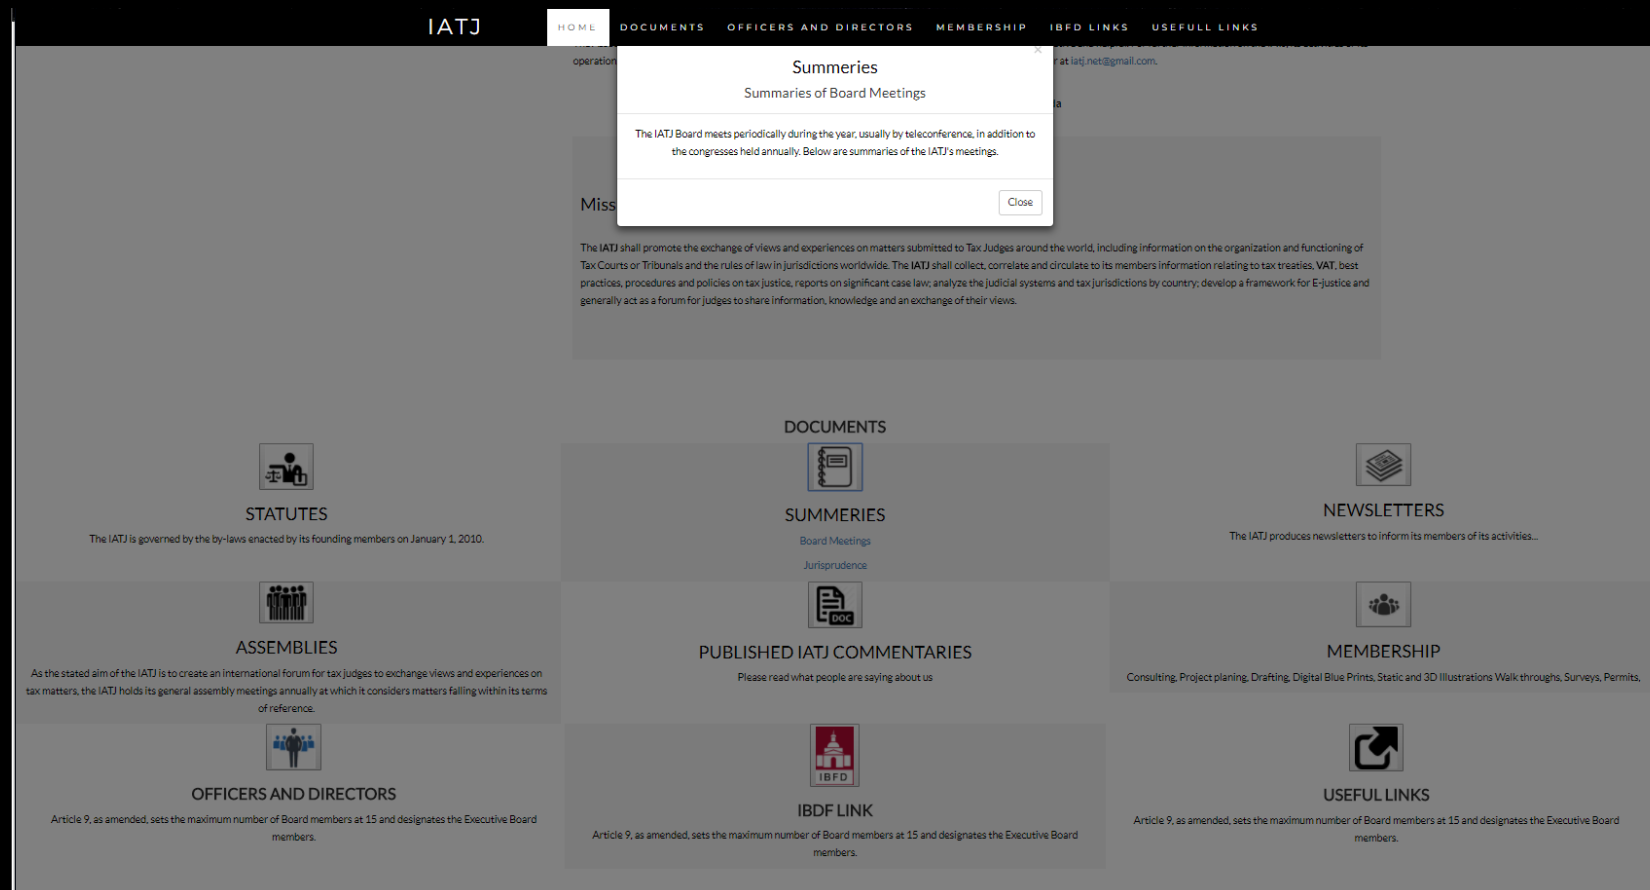 IATJ
HOME DOCUMENTS OFFICERS AND DIRECTORS MEMBERSHIP IBFD LINKS USEFULL LINKS
operation
r at iatj.net@gmail.com.
×
Summeries
Summaries of Board Meetings
The IATJ Board meets periodically during the year, usually by teleconference, in addition to
the congresses held annually. Below are summaries of the IATJ's meetings.
Close
Miss
The IATJ shall promote the exchange of views and experiences on matters submitted to Tax Judges around the world, including information on the organization and functioning of
Tax Courts or Tribunals and the rules of law in jurisdictions worldwide. The IATJ shall collect, correlate and circulate to its members information relating to tax treaties, VAT, best
practices, procedures and policies on tax justice, reports on significant case law; analyze the judicial systems and tax jurisdictions by country; develop a framework for E-justice and
generally act as a forum for judges to share information, knowledge and an exchange of their views.
DOCUMENTS
STATUTES
The IATJ is governed by the by-laws enacted by its founding members on January 1, 2010.
SUMMERIES
Board Meetings
Jurisprudence
NEWSLETTERS
The IATJ produces newsletters to inform its members of its activities...
ASSEMBLIES
As the stated aim of the IATJ is to create an international forum for tax judges to exchange views and experiences on
tax matters, the IATJ holds its general assembly meetings annually at which it considers matters falling within its terms
of reference.
DOC
PUBLISHED IATJ COMMENTARIES
Please read what people are saying about us
MEMBERSHIP
Consulting, Project planing, Drafting, Digital Blue Prints, Static and 3D Illustrations Walk throughs, Surveys, Permits,
OFFICERS AND DIRECTORS
Article 9, as amended, sets the maximum number of Board members at 15 and designates the Executive Board
members.
IBFD
IBDF LINK
Article 9, as amended, sets the maximum number of Board members at 15 and designates the Executive Board
members.
USEFUL LINKS
Article 9, as amended, sets the maximum number of Board members at 15 and designates the Executive Board
members.